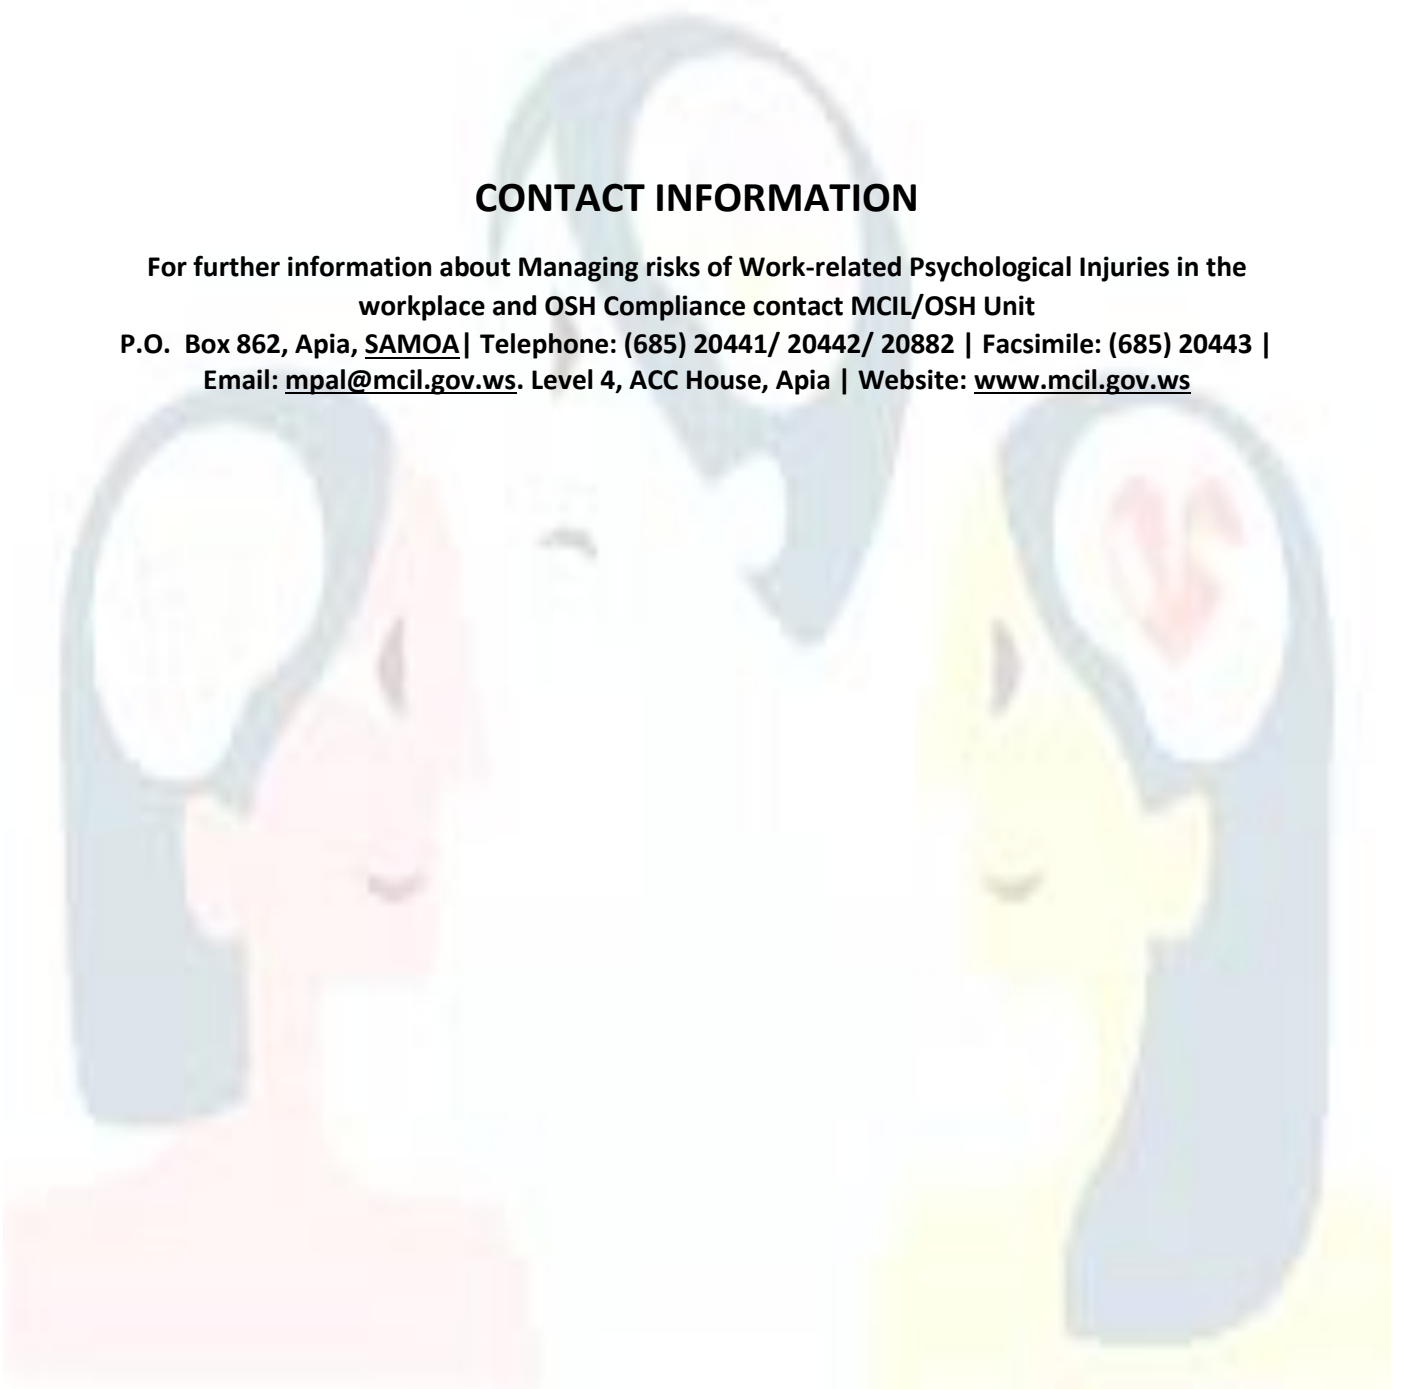 CONTACT INFORMATION
For further information about Managing risks of Work-related Psychological Injuries in the
workplace and OSH Compliance contact MCIL/OSH Unit
P.O. Box 862, Apia, SAMOA| Telephone: (685) 20441/ 20442/ 20882 | Facsimile: (685) 20443 |
Email: mpal@mcil.gov.ws. Level 4, ACC House, Apia | Website: www.mcil.gov.ws